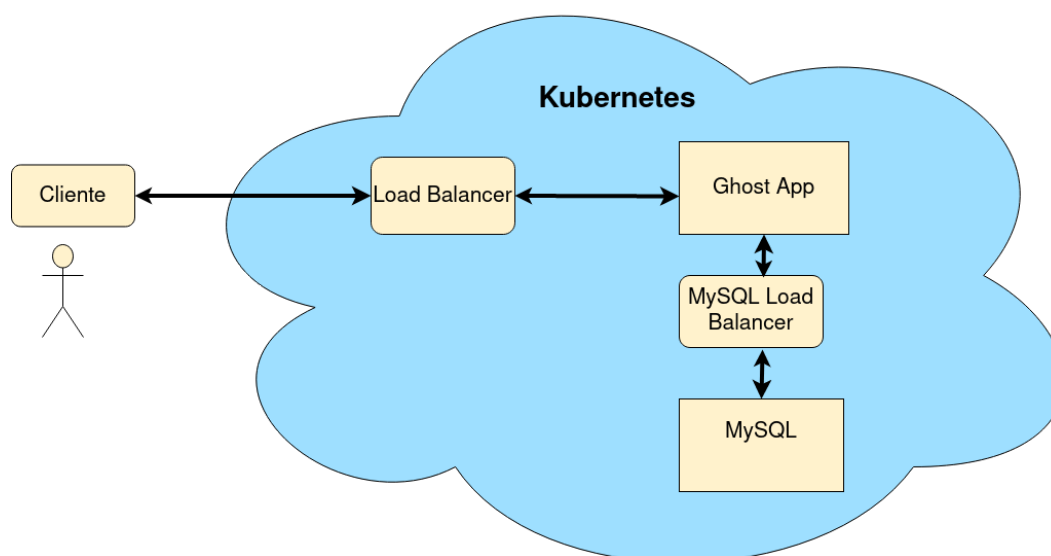 Kubernetes
Cliente
Load Balancer
Ghost App
MySQL Load
Balancer
MySQL